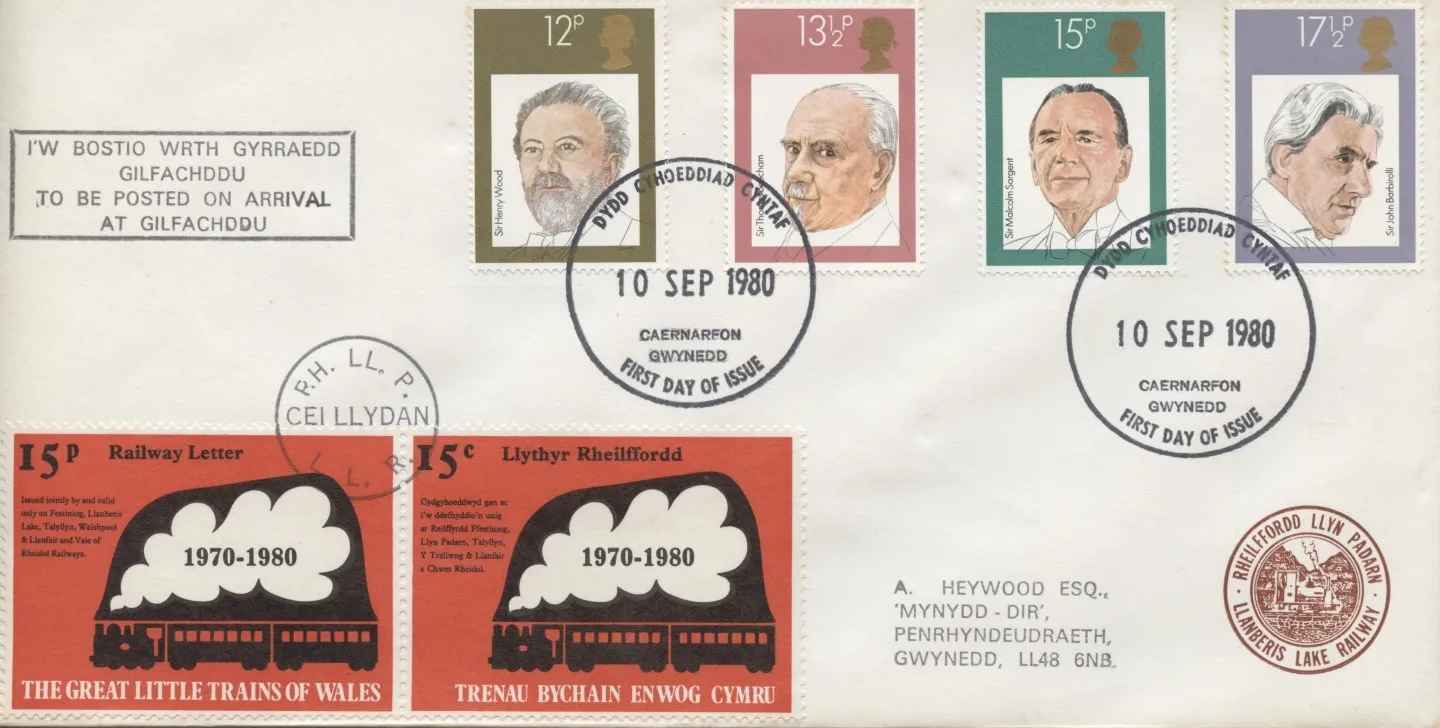 12P
13½P
15P
17½P
Sir Henry Wood
Sir Thomas Beecham
Sir Malcolm Sargent
Sir John Barbirolli
I'W BOSTIO WRTH GYRRAEDD
GILFACHDDU
TO BE POSTED ON ARRIVAL
AT GILFACHDDU
DYDD CYHOEDDIAD CYNTAF
10 SEP 1980
CAERNARFON
GWYNEDD
FIRST DAY OF ISSUE
DYDD CYHOEDDIAD CYNTAF
10 SEP 1980
CAERNARFON
GWYNEDD
FIRST DAY OF ISSUE
RH. LL. P.
CEI LLYDAN
L. L. R.
15P Railway Letter
Issued jointly by and valid
only on Festiniog, Llanberis
Lake, Talyllyn, Welshpool
& Llanfair and Vale of
Rheidol Railways.
1970-1980
THE GREAT LITTLE TRAINS OF WALES
15c Llythyr Rheilffordd
Cydgyhoeddwyd gan ac
i'w ddefnyddio'n unig
ar Reilffyrdd Ffestiniog,
Llyn Padarn, Talyllyn,
Y Trallwng & Llanfair
a Chwm Rheidol.
1970-1980
TRENAU BYCHAIN ENWOG CYMRU
A. HEYWOOD ESQ.,
'MYNYDD - DIR',
PENRHYNDEUDRAETH,
GWYNEDD, LL48 6NB.
RHEILFFORDD LLYN PADARN
LLANBERIS LAKE RAILWAY